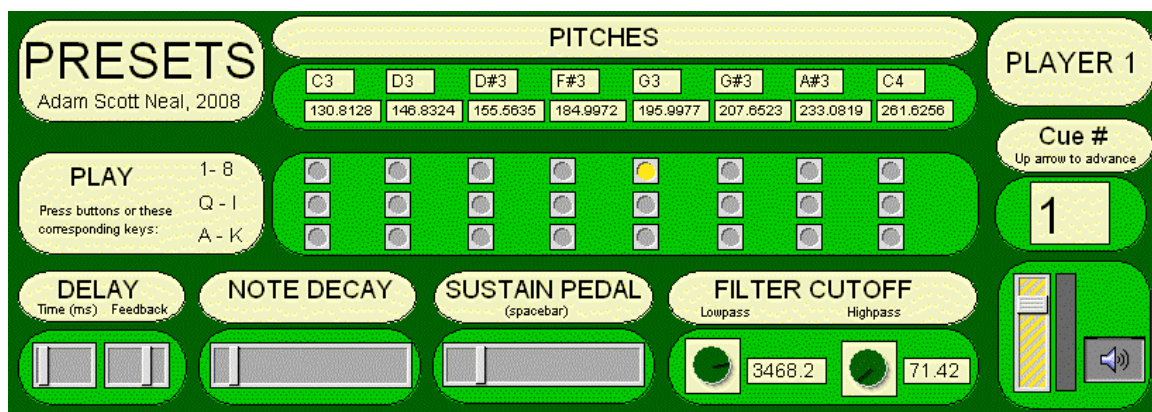 PRESETS
Adam Scott Neal, 2008
PITCHES
C3 D3 D#3 F#3 G3 G#3 A#3 C4
130.8128 146.8324 155.5635 184.9972 195.9977 207.6523 233.0819 261.6256
PLAYER 1
Cue #
Up arrow to advance
1
PLAY
Press buttons or these
corresponding keys:
1- 8
Q - I
A - K
DELAY
Time (ms) Feedback
NOTE DECAY
SUSTAIN PEDAL
(spacebar)
FILTER CUTOFF
Lowpass Highpass
3468.2 71.42